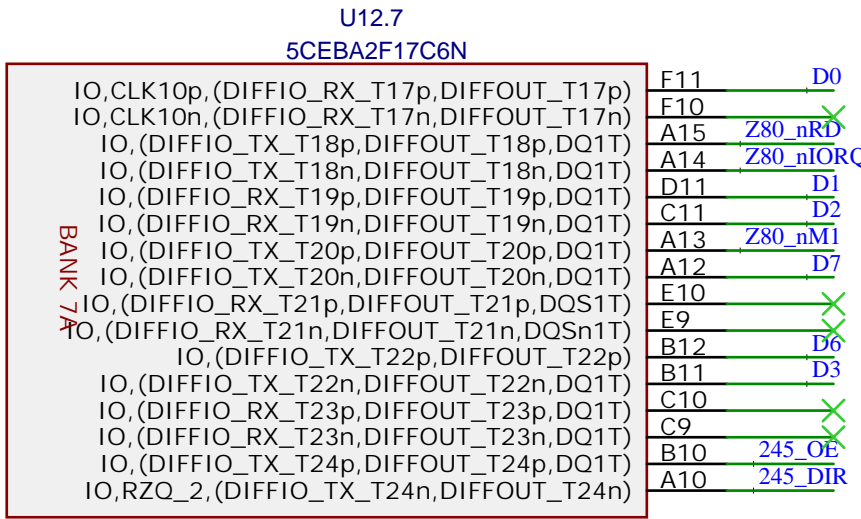 U12.7
5CEBA2F17C6N
IO,CLK10p,(DIFFIO_RX_T17p,DIFFOUT_T17p) F11 D0
IO,CLK10n,(DIFFIO_RX_T17n,DIFFOUT_T17n) F10
IO,(DIFFIO_TX_T18p,DIFFOUT_T18p,DQ1T) A15 Z80_nRD
IO,(DIFFIO_TX_T18n,DIFFOUT_T18n,DQ1T) A14 Z80_nIORQ
IO,(DIFFIO_RX_T19p,DIFFOUT_T19p,DQ1T) D11 D1
IO,(DIFFIO_RX_T19n,DIFFOUT_T19n,DQ1T) C11 D2
IO,(DIFFIO_TX_T20p,DIFFOUT_T20p,DQ1T) A13 Z80_nM1
IO,(DIFFIO_TX_T20n,DIFFOUT_T20n,DQ1T) A12 D7
IO,(DIFFIO_RX_T21p,DIFFOUT_T21p,DQS1T) E10
IO,(DIFFIO_RX_T21n,DIFFOUT_T21n,DQSn1T) E9
IO,(DIFFIO_TX_T22p,DIFFOUT_T22p) B12 D6
IO,(DIFFIO_TX_T22n,DIFFOUT_T22n,DQ1T) B11 D3
IO,(DIFFIO_RX_T23p,DIFFOUT_T23p,DQ1T) C10
IO,(DIFFIO_RX_T23n,DIFFOUT_T23n,DQ1T) C9
IO,(DIFFIO_TX_T24p,DIFFOUT_T24p,DQ1T) B10 245_OE
IO,RZQ_2,(DIFFIO_TX_T24n,DIFFOUT_T24n) A10 245_DIR
BANK 7A